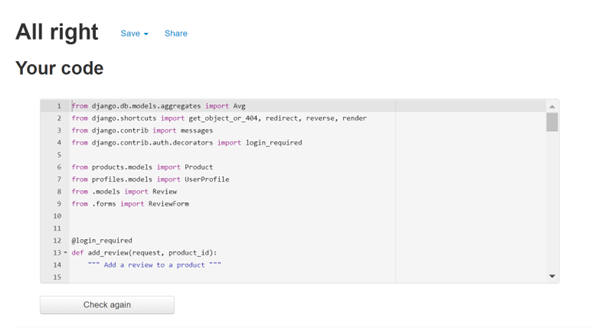 All right Save Share
Your code
1 from django.db.models.aggregates import Avg
2 from django.shortcuts import get_object_or_404, redirect, reverse, render
3 from django.contrib import messages
4 from django.contrib.auth.decorators import login_required
5
6 from products.models import Product
7 from profiles.models import UserProfile
8 from .models import Review
9 from .forms import ReviewForm
10
11
12 @login_required
13 def add_review(request, product_id):
14 """ Add a review to a product """
15
Check again